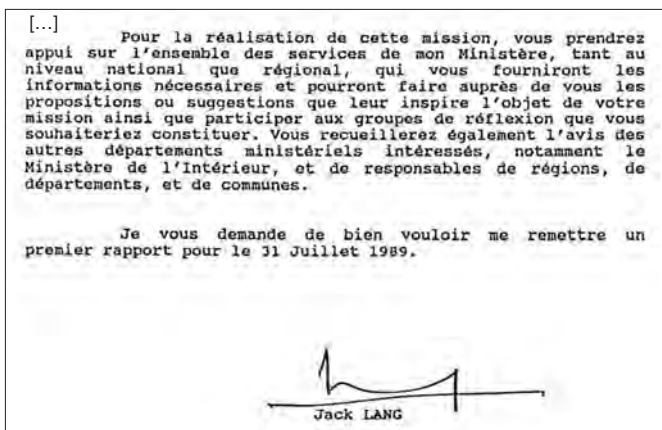 [...]
Pour la réalisation de cette mission, vous prendrez
appui sur l'ensemble des services de mon Ministère, tant au
niveau national que régional, qui vous fourniront les
informations nécessaires et pourront faire auprès de vous les
propositions ou suggestions que leur inspire l'objet de votre
mission ainsi que participer aux groupes de réflexion que vous
souhaiteriez constituer. Vous recueillerez également l'avis des
autres départements ministériels intéressés, notamment le
Ministère de l'Intérieur, et de responsables de régions, de
départements, et de communes.
Je vous demande de bien vouloir me remettre un
premier rapport pour le 31 Juillet 1989.
Jack LANG